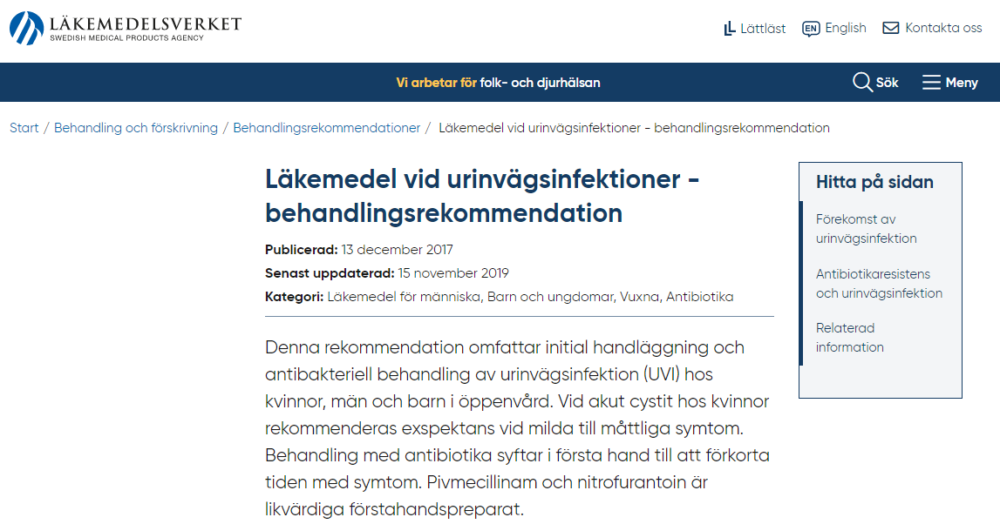 LÄKEMEDELSVERKET
SWEDISH MEDICAL PRODUCTS AGENCY
Lättläst
EN English
Kontakta oss
Vi arbetar för folk- och djurhälsan
Sök
Meny
Start / Behandling och förskrivning / Behandlingsrekommendationer / Läkemedel vid urinvägsinfektioner – behandlingsrekommendation
Läkemedel vid urinvägsinfektioner –
behandlingsrekommendation
Publicerad: 13 december 2017
Senast uppdaterad: 15 november 2019
Kategori: Läkemedel för människa, Barn och ungdomar, Vuxna, Antibiotika
Denna rekommendation omfattar initial handläggning och
antibakteriell behandling av urinvägsinfektion (UVI) hos
kvinnor, män och barn i öppenvård. Vid akut cystit hos kvinnor
rekommenderas exspektans vid milda till måttliga symtom.
Behandling med antibiotika syftar i första hand till att förkorta
tiden med symtom. Pivmecillinam och nitrofurantoin är
likvärdiga förstahandspreparat.
Hitta på sidan
Förekomst av
urinvägsinfektion
Antibiotikaresistens
och urinvägsinfektion
Relaterad
information